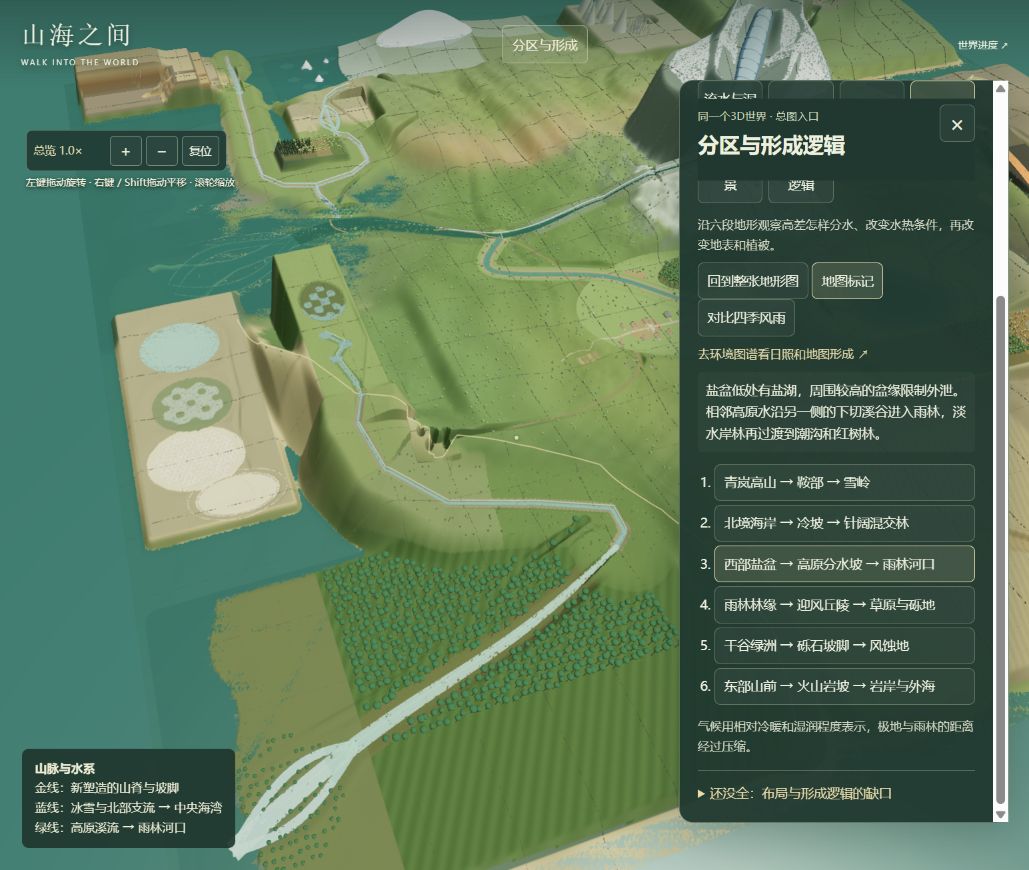 山海之间
WALK INTO THE WORLD
分区与形成
世界进度 ↗
总览 1.0×
+
−
复位
左键拖动旋转 · 右键 / Shift拖动平移 · 滚轮缩放
同一个3D世界 · 总图入口
分区与形成逻辑
×
景
逻辑
沿六段地形观察高差怎样分水、改变水热条件，再改
变地表和植被。
回到整张地形图
地图标记
对比四季风雨
去环境图谱看日照和地图形成 ↗
盐盆低处有盐湖，周围较高的盆缘限制外泄。
相邻高原水沿另一侧的下切溪谷进入雨林，淡
水岸林再过渡到潮沟和红树林。
1. 青岚高山 → 鞍部 → 雪岭
2. 北境海岸 → 冷坡 → 针阔混交林
3. 西部盐盆 → 高原分水坡 → 雨林河口
4. 雨林林缘 → 迎风丘陵 → 草原与砾地
5. 干谷绿洲 → 砾石坡脚 → 风蚀地
6. 东部山前 → 火山岩坡 → 岩岸与外海
气候用相对冷暖和湿润程度表示，极地与雨林的距离
经过压缩。
▶ 还没全：布局与形成逻辑的缺口
山脉与水系
金线：新塑造的山脊与坡脚
蓝线：冰雪与北部支流 → 中央海湾
绿线：高原溪流 → 雨林河口